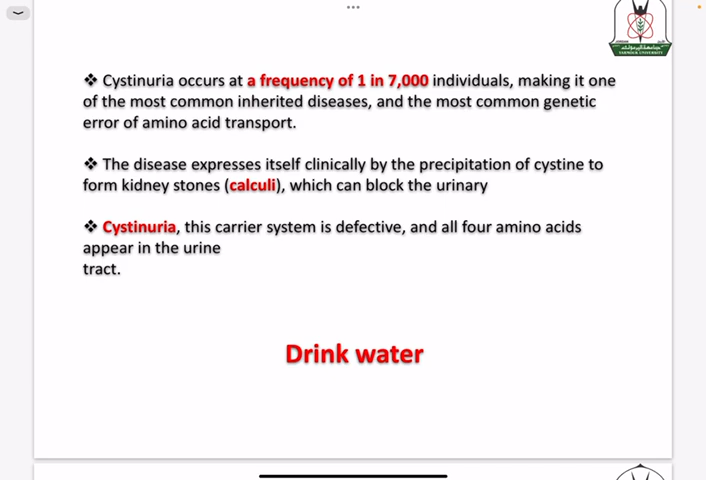 ❖ Cystinuria occurs at a frequency of 1 in 7,000 individuals, making it one
of the most common inherited diseases, and the most common genetic
error of amino acid transport.
❖ The disease expresses itself clinically by the precipitation of cystine to
form kidney stones (calculi), which can block the urinary
❖ Cystinuria, this carrier system is defective, and all four amino acids
appear in the urine
tract.
Drink water
YARMOUK UNIVERSITY